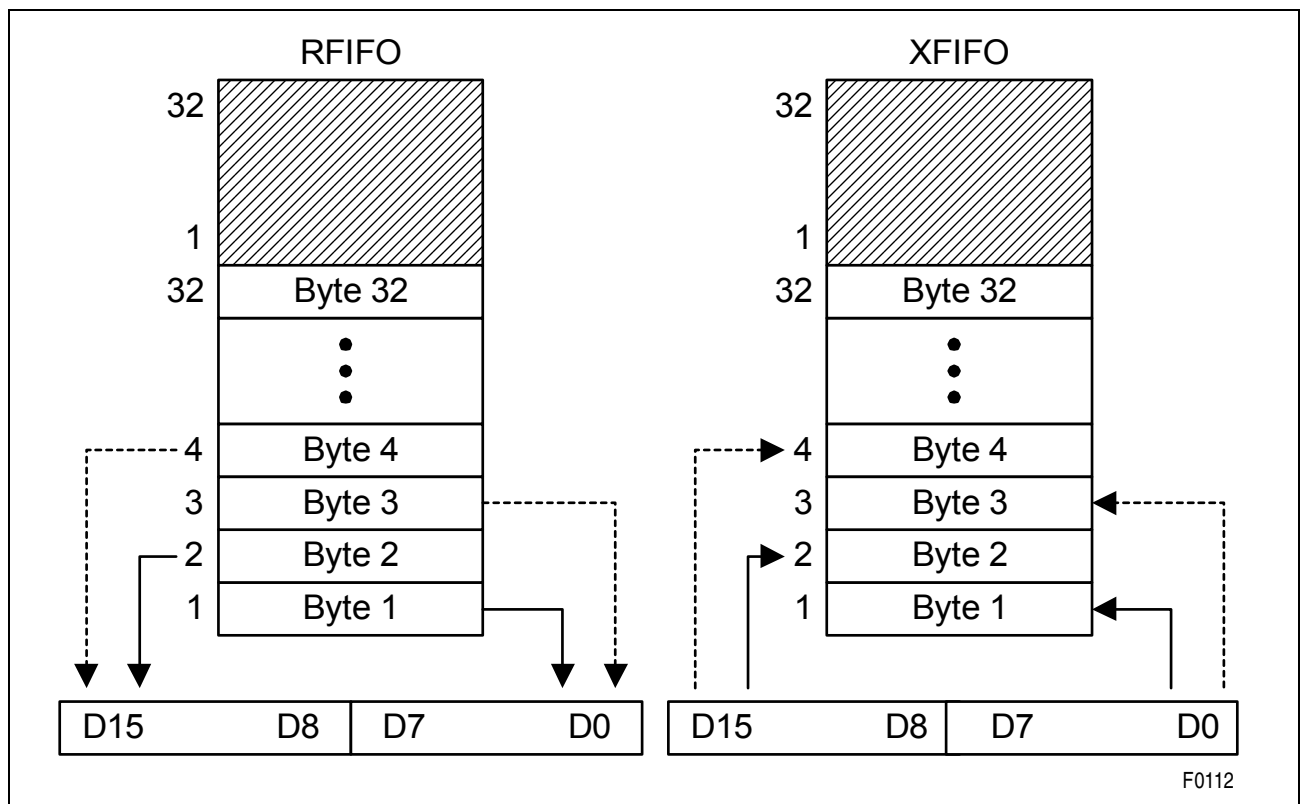 RFIFO XFIFO
32 32
1 1
32 Byte 32 32 Byte 32
4 Byte 4 4 Byte 4
3 Byte 3 3 Byte 3
2 Byte 2 2 Byte 2
1 Byte 1 1 Byte 1
D15 D8 D7 D0 D15 D8 D7 D0
F0112